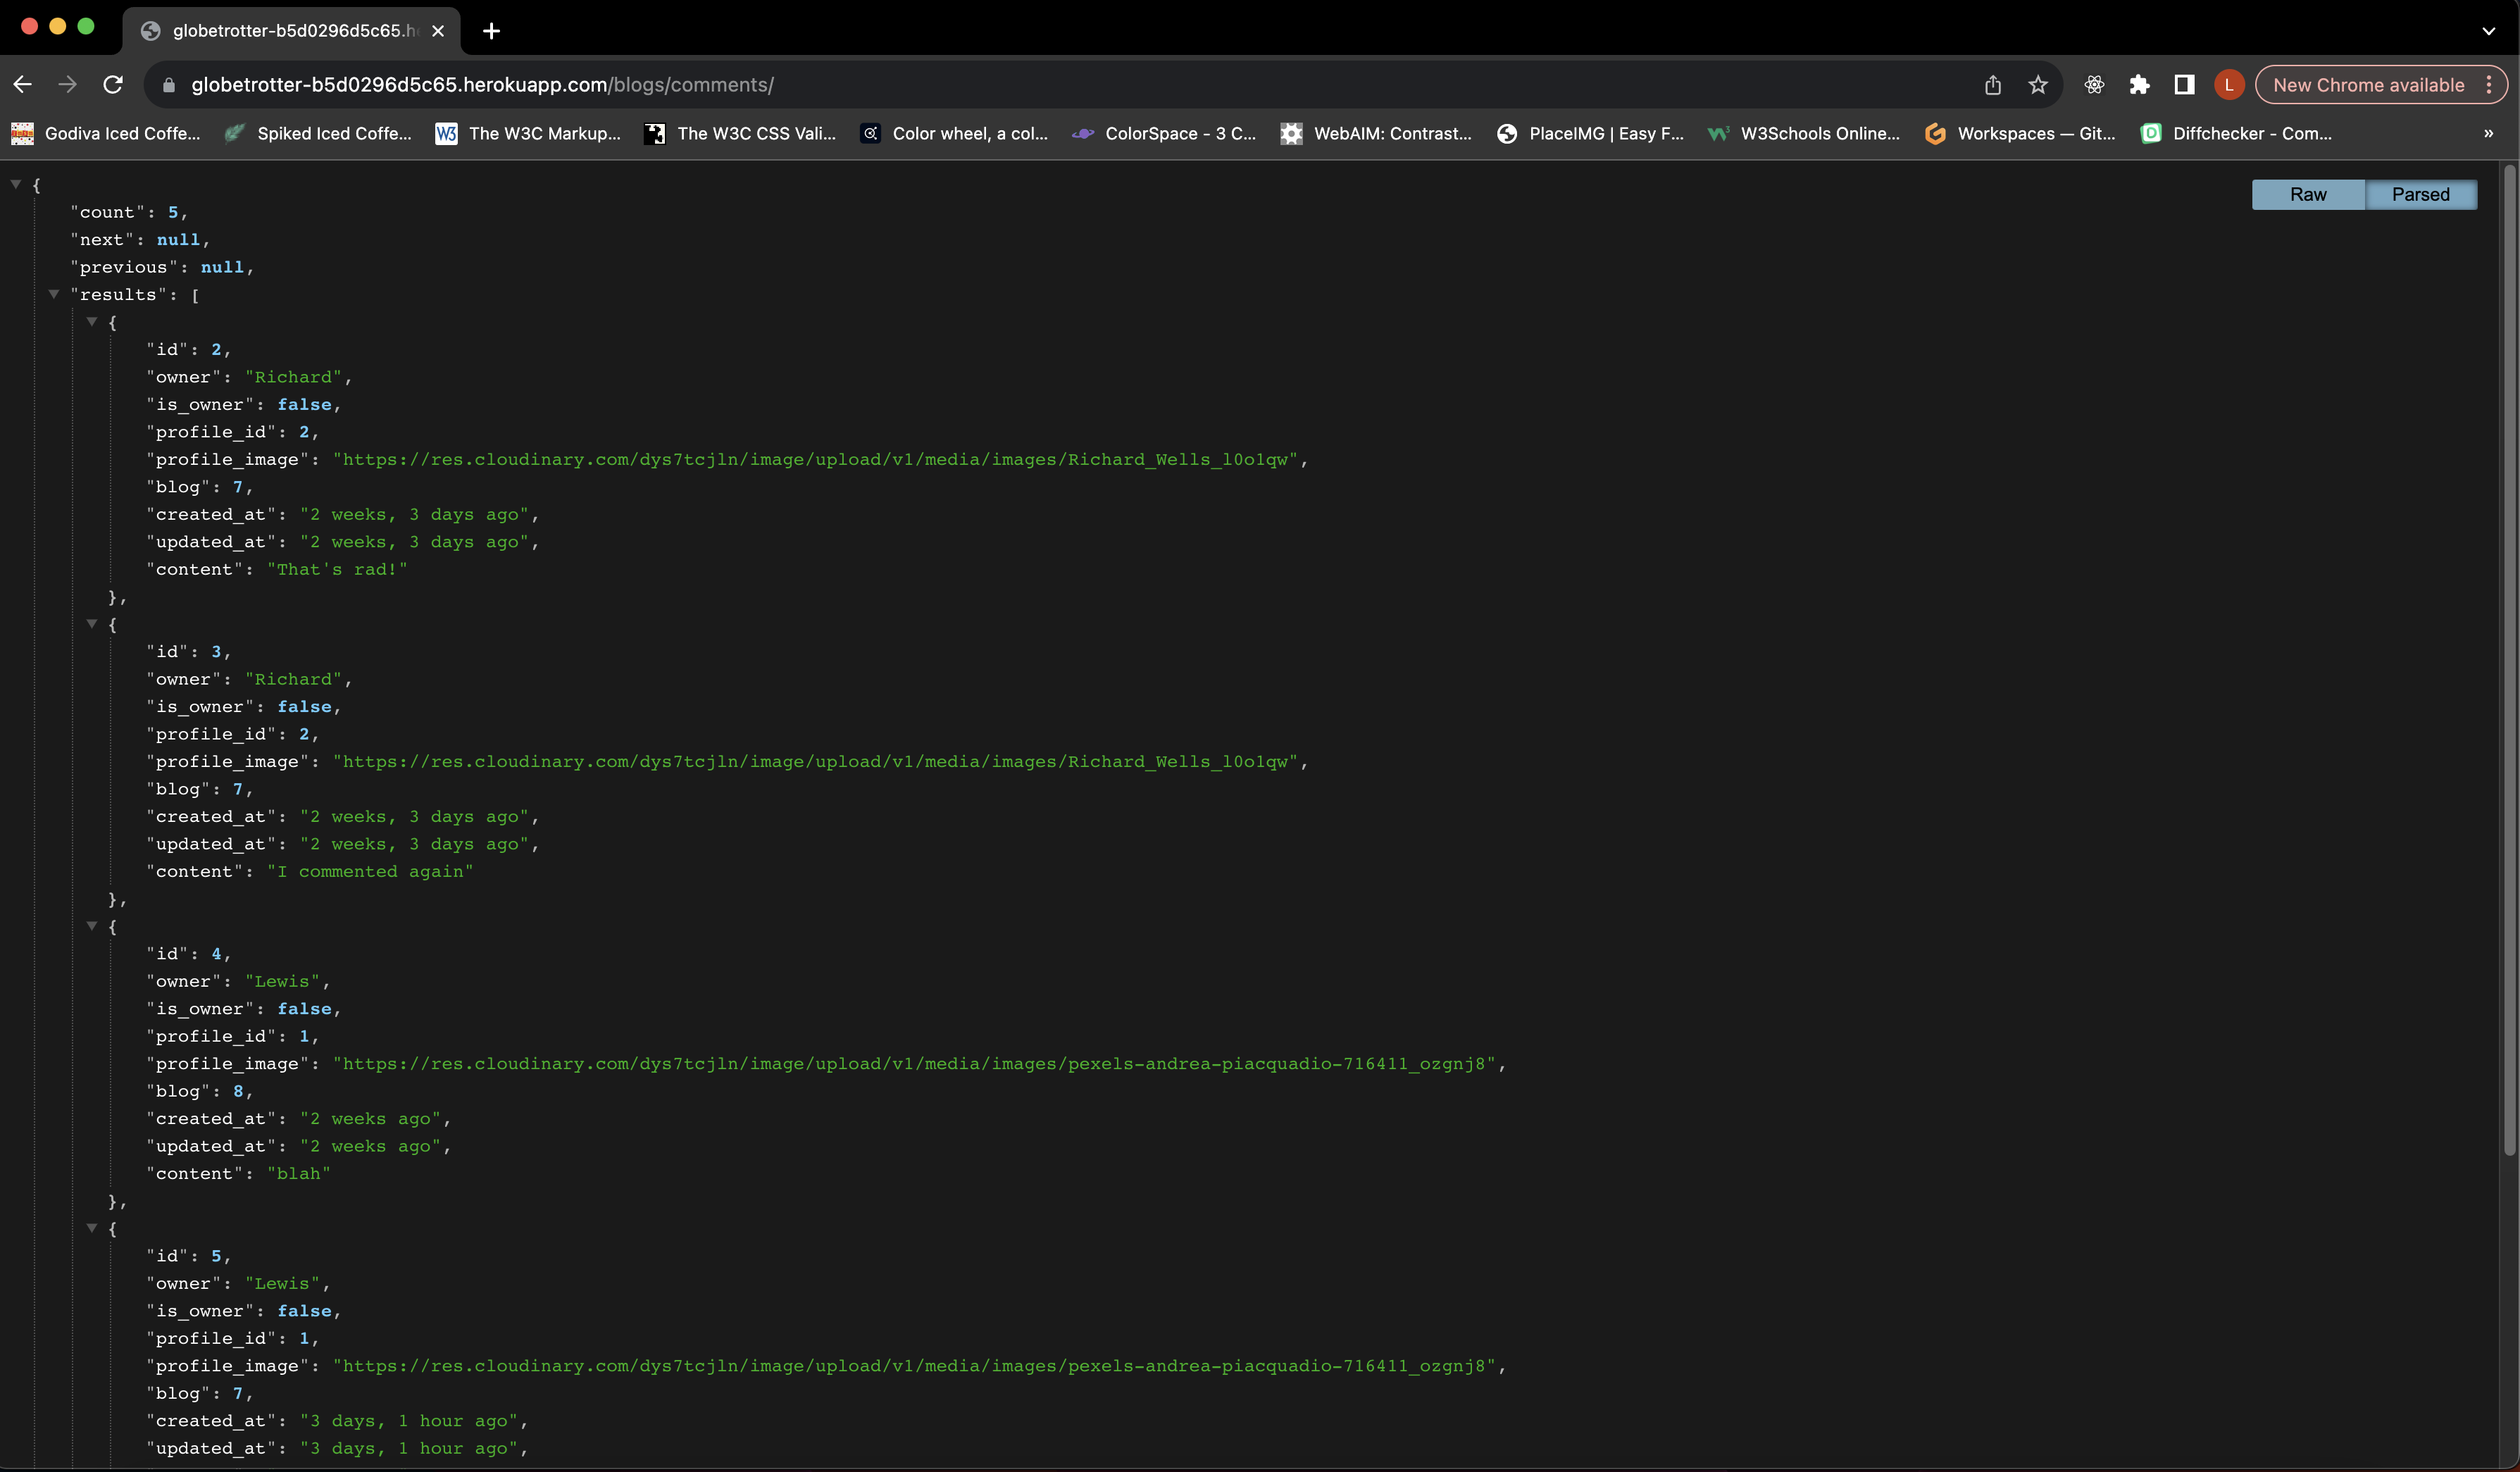 globetrotter-b5d0296d5c65.h
globetrotter-b5d0296d5c65.herokuapp.com/blogs/comments/
L
New Chrome available
Godiva Iced Coffe...
Spiked Iced Coffe...
The W3C Markup...
The W3C CSS Vali...
Color wheel, a col...
ColorSpace - 3 C...
WebAIM: Contrast...
PlaceIMG | Easy F...
W3Schools Online...
Workspaces — Git...
Diffchecker - Com...
»
Raw
Parsed
{
"count": 5,
"next": null,
"previous": null,
"results": [
{
"id": 2,
"owner": "Richard",
"is_owner": false,
"profile_id": 2,
"profile_image": "https://res.cloudinary.com/dys7tcjln/image/upload/v1/media/images/Richard_Wells_l0o1qw",
"blog": 7,
"created_at": "2 weeks, 3 days ago",
"updated_at": "2 weeks, 3 days ago",
"content": "That's rad!"
},
{
"id": 3,
"owner": "Richard",
"is_owner": false,
"profile_id": 2,
"profile_image": "https://res.cloudinary.com/dys7tcjln/image/upload/v1/media/images/Richard_Wells_l0o1qw",
"blog": 7,
"created_at": "2 weeks, 3 days ago",
"updated_at": "2 weeks, 3 days ago",
"content": "I commented again"
},
{
"id": 4,
"owner": "Lewis",
"is_owner": false,
"profile_id": 1,
"profile_image": "https://res.cloudinary.com/dys7tcjln/image/upload/v1/media/images/pexels-andrea-piacquadio-716411_ozgnj8",
"blog": 8,
"created_at": "2 weeks ago",
"updated_at": "2 weeks ago",
"content": "blah"
},
{
"id": 5,
"owner": "Lewis",
"is_owner": false,
"profile_id": 1,
"profile_image": "https://res.cloudinary.com/dys7tcjln/image/upload/v1/media/images/pexels-andrea-piacquadio-716411_ozgnj8",
"blog": 7,
"created_at": "3 days, 1 hour ago",
"updated_at": "3 days, 1 hour ago",